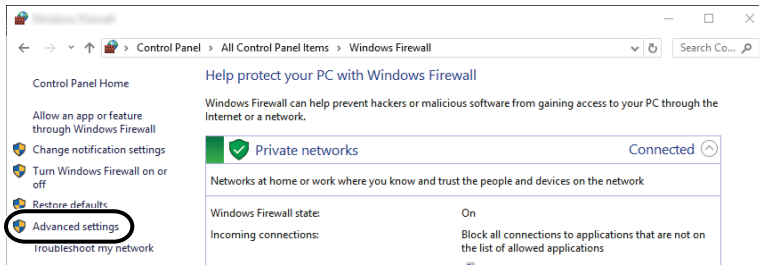 Control Panel > All Control Panel Items > Windows Firewall
Search Co...
Control Panel Home
Allow an app or feature
through Windows Firewall
Change notification settings
Turn Windows Firewall on or
off
Restore defaults
Advanced settings
Troubleshoot my network
Help protect your PC with Windows Firewall
Windows Firewall can help prevent hackers or malicious software from gaining access to your PC through the
Internet or a network.
Private networks
Connected
Networks at home or work where you know and trust the people and devices on the network
Windows Firewall state:
On
Incoming connections:
Block all connections to applications that are not on
the list of allowed applications